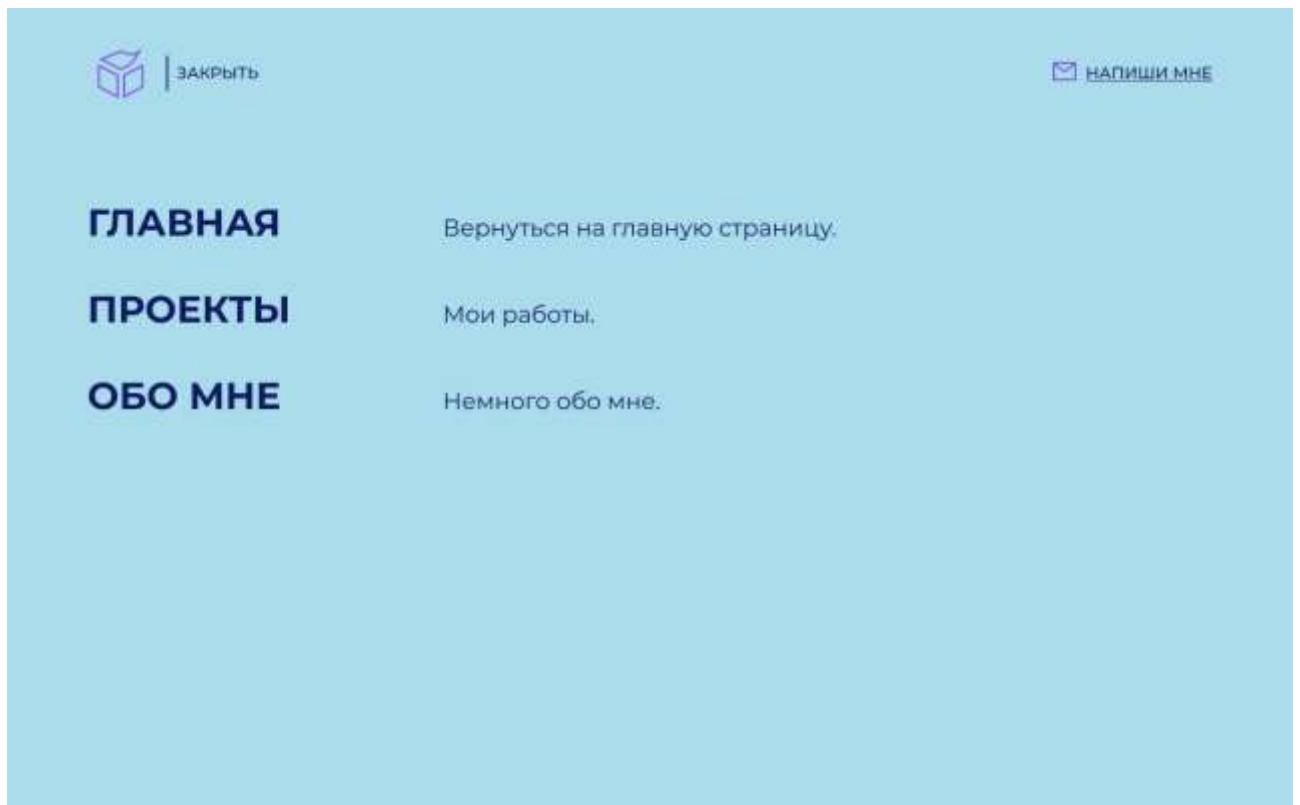 ЗАКРЫТЬ
НАПИШИ МНЕ
ГЛАВНАЯ
Вернуться на главную страницу.
ПРОЕКТЫ
Мои работы.
ОБО МНЕ
Немного обо мне.